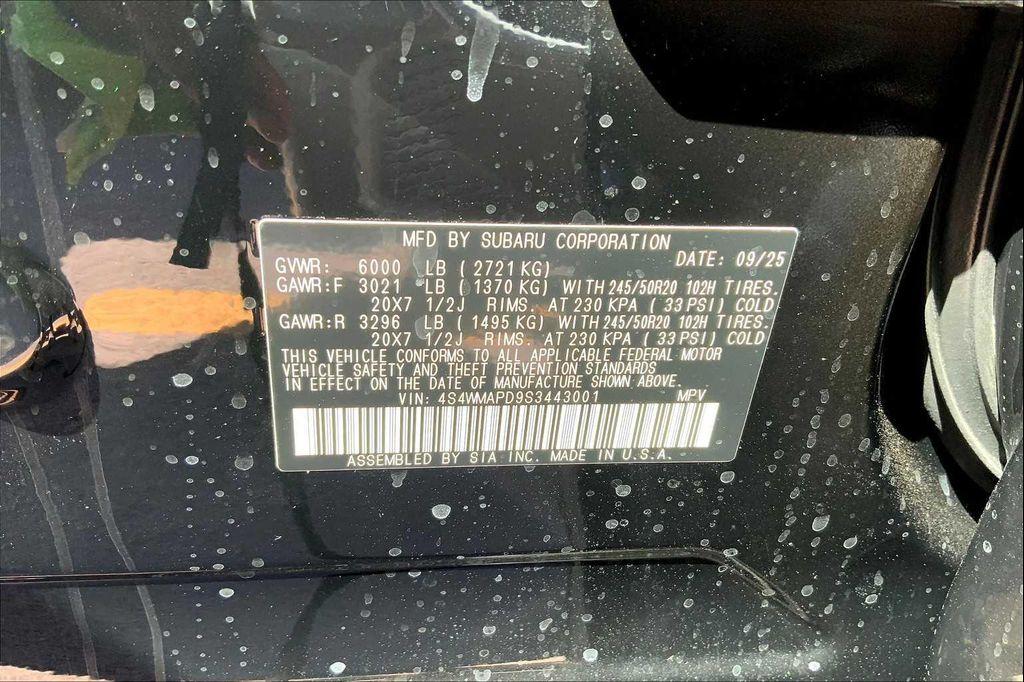 MFD BY SUBARU CORPORATION
DATE: 09/25
GVWR: 6000 LB ( 2721 KG)
GAWR:F 3021 LB ( 1370 KG) WITH 245/50R20 102H TIRES.
20X7 1/2J RIMS. AT 230 KPA ( 33 PSI) COLD
GAWR:R 3296 LB ( 1495 KG) WITH 245/50R20 102H TIRES.
20X7 1/2J RIMS. AT 230 KPA ( 33 PSI) COLD
THIS VEHICLE CONFORMS TO ALL APPLICABLE FEDERAL MOTOR
VEHICLE SAFETY AND THEFT PREVENTION STANDARDS
IN EFFECT ON THE DATE OF MANUFACTURE SHOWN ABOVE.
VIN: 4S4WMAPD9S3443001 MPV
ASSEMBLED BY SIA INC. MADE IN U.S.A.